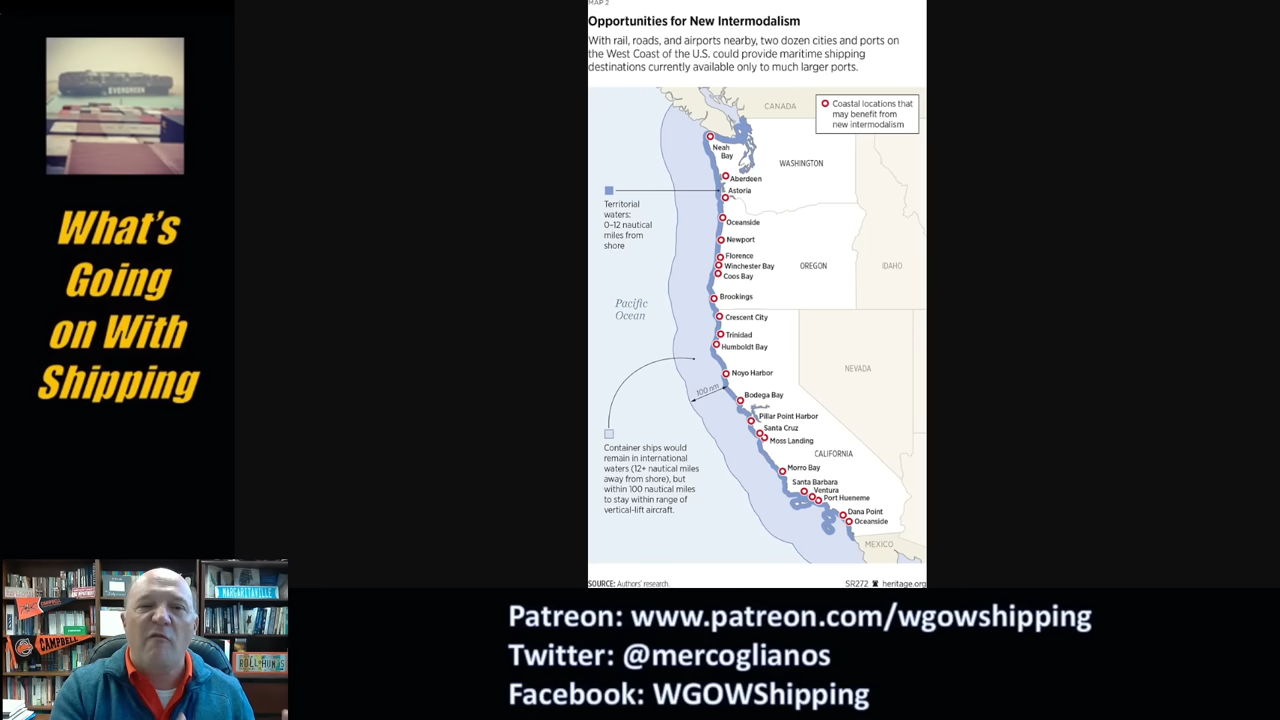 MAP 2
Opportunities for New Intermodalism
With rail, roads, and airports nearby, two dozen cities and ports on
the West Coast of the U.S. could provide maritime shipping
destinations currently available only to much larger ports.
EVERGREEN
What's
Going
on With
Shipping
CANADA
Coastal locations that
may benefit from
new intermodalism
Neah
Bay
WASHINGTON
Aberdeen
Astoria
Territorial
waters:
0–12 nautical
miles from
shore
Oceanside
Newport
Florence
Winchester Bay
Coos Bay
OREGON
IDAHO
Pacific
Ocean
Brookings
Crescent City
Trinidad
Humboldt Bay
NEVADA
Noyo Harbor
100 nm
Bodega Bay
Pillar Point Harbor
Santa Cruz
Moss Landing
CALIFORNIA
Container ships would
remain in international
waters (12+ nautical miles
away from shore), but
within 100 nautical miles
to stay within range of
vertical-lift aircraft.
Morro Bay
Santa Barbara
Ventura
Port Hueneme
Dana Point
Oceanside
MEXICO
SOURCE: Authors' research.
SR272 heritage.org
MARGARITAVILLE
CAMPBELL
Patreon: www.patreon.com/wgowshipping
Twitter: @mercoglianos
Facebook: WGOWShipping